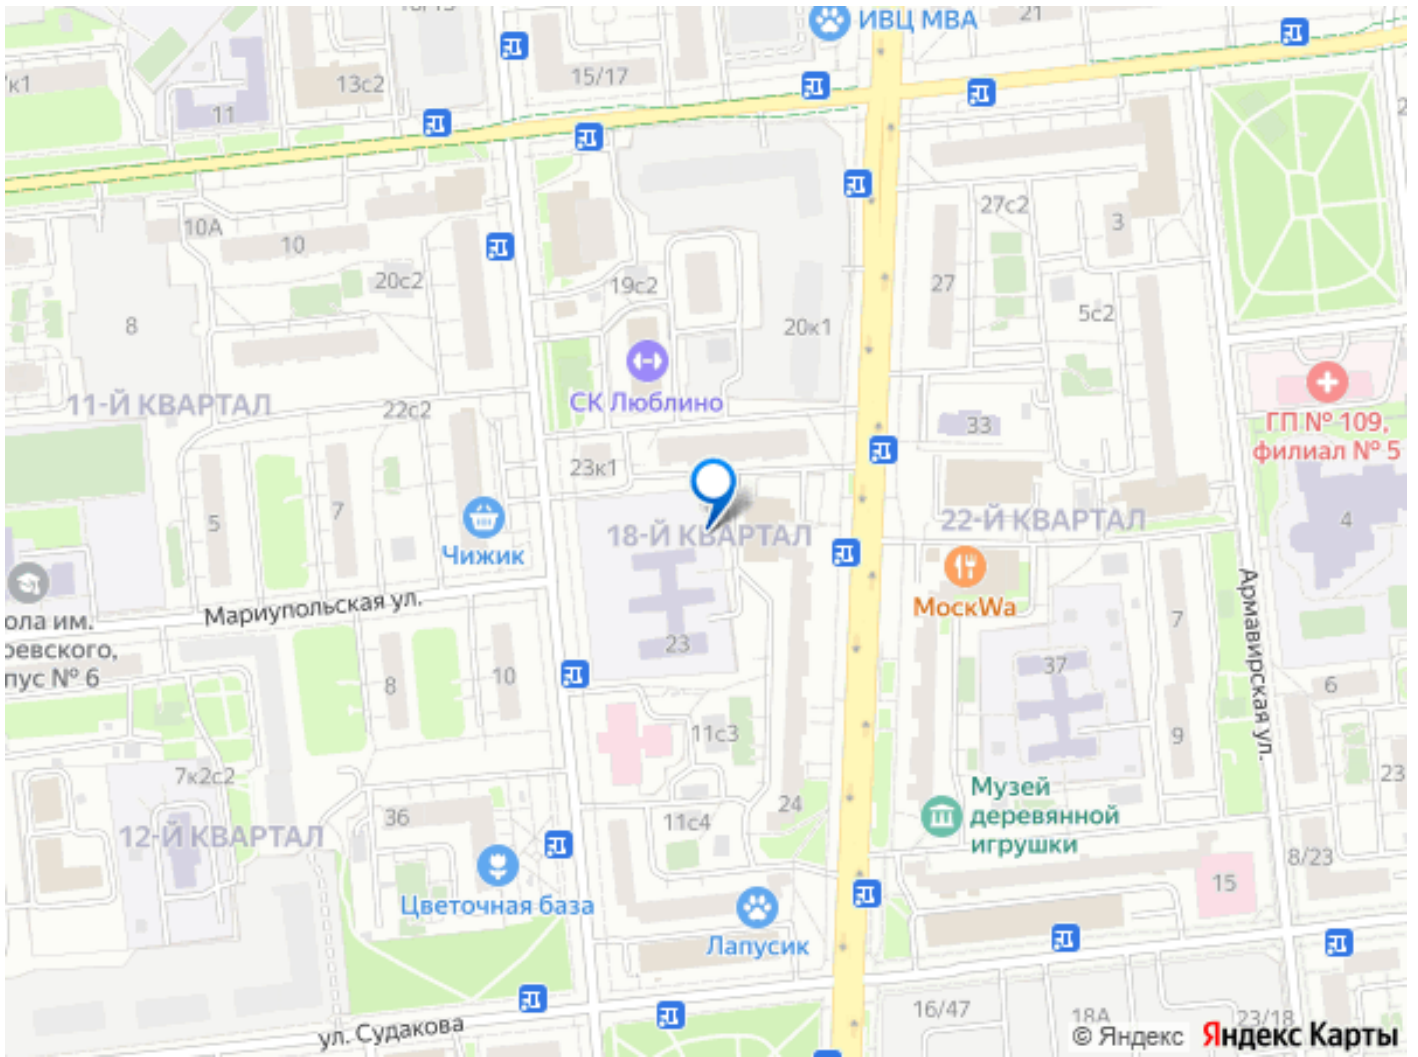 ИВЦ МВА
21
15/17
13с2
к1
11
10А
10
20с2
8
27с2
3
27
5с2
19с2
20к1
СК Люблино
11-Й КВАРТАЛ
22с2
ГП № 109,
филиал № 5
33
23к1
5
7
Чижик
18-Й КВАРТАЛ
22-Й КВАРТАЛ
4
МоскWa
Мариупольская ул.
Армавирская ул.
ола им.
оевского,
пус № 6
23
8
10
37
7
6
9
11с3
7к2с2
23
24
36
11с4
Музей
деревянной
игрушки
12-Й КВАРТАЛ
8/23
15
Цветочная база
Лапусик
ул. Судакова
16/47
18А
23/18
© Яндекс Яндекс Карты